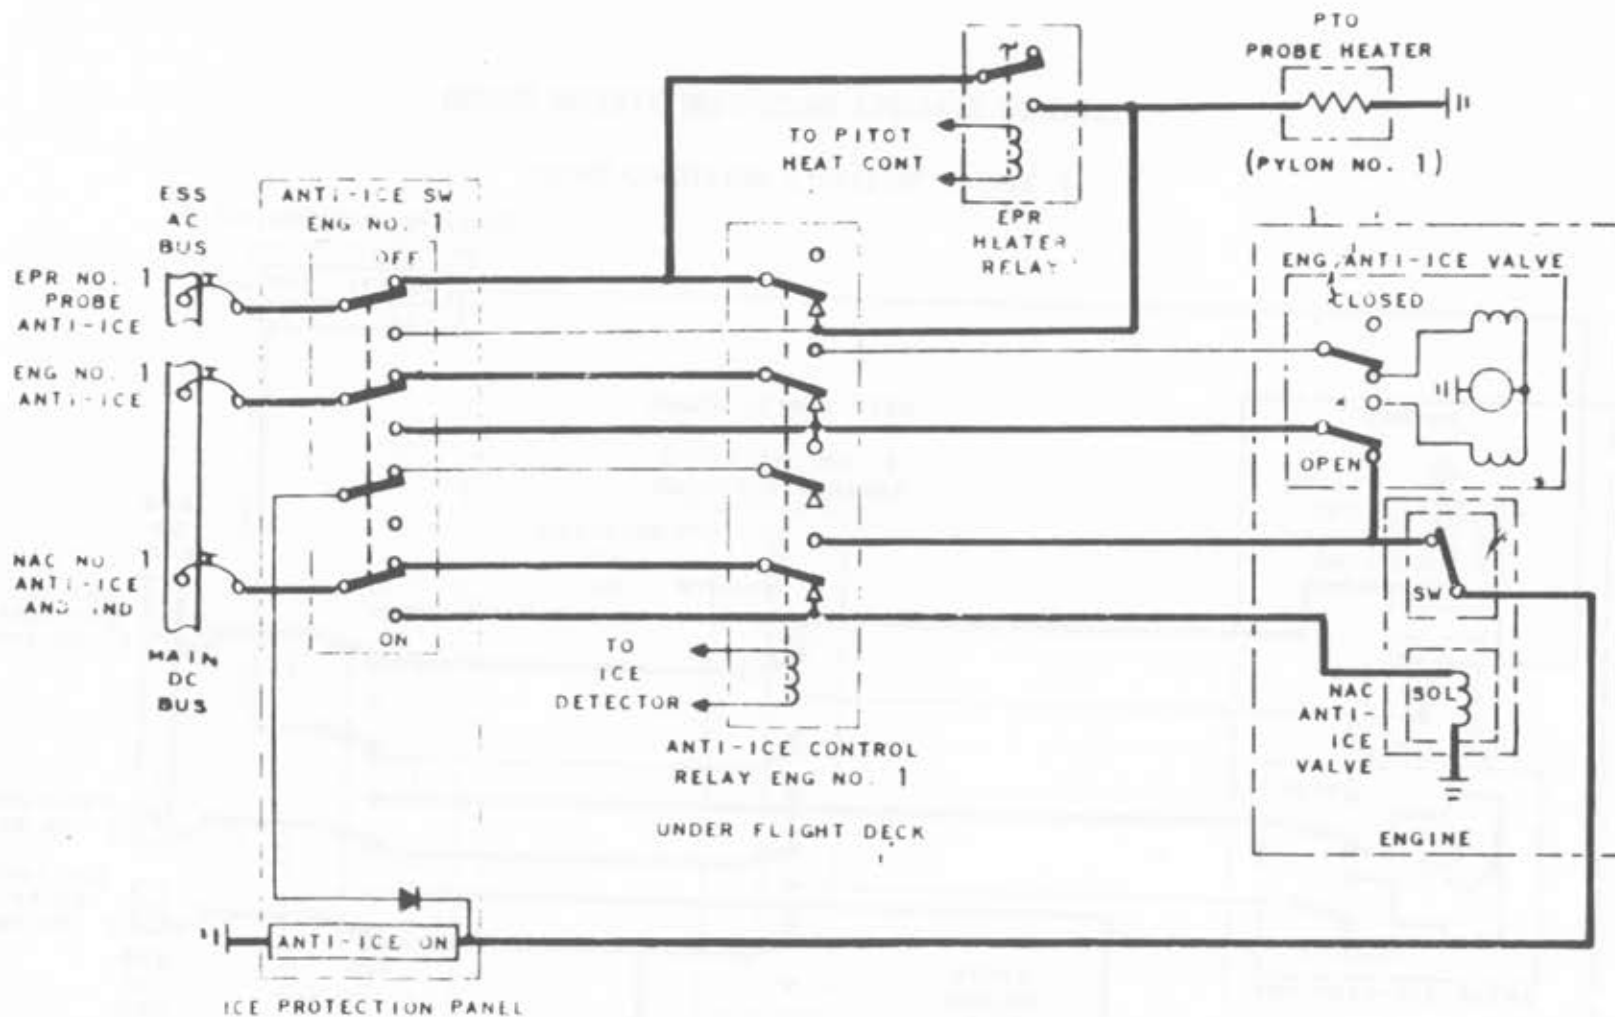 PTO
PROBE HEATER
(PYLON NO. 1)
TO PITOT
HEAT CONT
EPR
HLATER
RELAY
ESS
AC
BUS
ANTI-ICE SW
ENG NO. 1
OFF
EPR NO. 1
PROBE
ANTI-ICE
ENG ANTI-ICE VALVE
CLOSED
ENG NO. 1
ANTI-ICE
OPEN
NAC NO. 1
ANTI-ICE
AND IND
SW
ON
MAIN
DC
BUS
TO
ICE
DETECTOR
NAC
ANTI-
ICE
VALVE
SOL
ANTI-ICE CONTROL
RELAY ENG NO. 1
UNDER FLIGHT DECK
ENGINE
ANTI-ICE ON
ICE PROTECTION PANEL